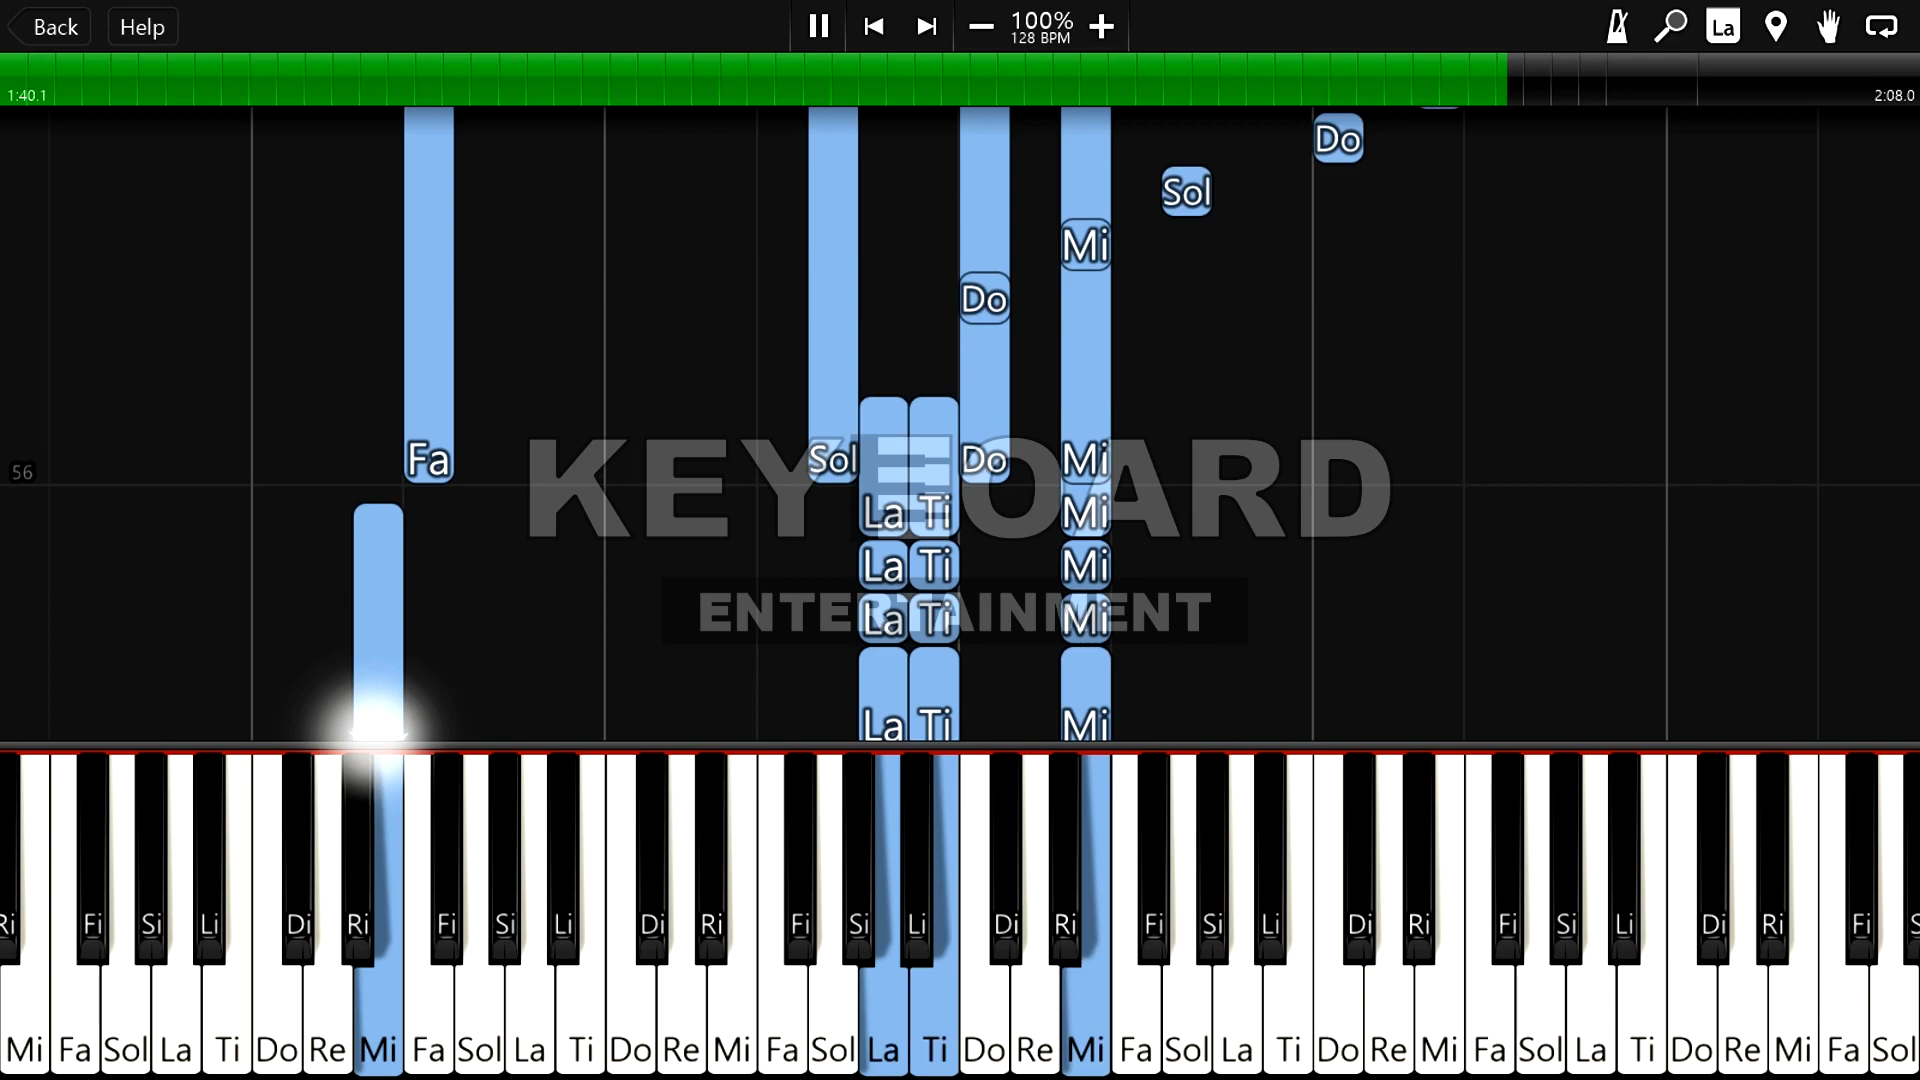 Back Help 100% La
128 BPM
1:40.1 2:08.0
Do
Sol
Mi
Do
Fa Sol Do Mi
56
KEYBOARD
La Ti Mi
La Ti Mi
ENTERTAINMENT
La Ti Mi
La Ti Mi
Ri Fi Si Li Di Ri Fi Si Li Di Ri Fi Si Li Di Ri Fi Si Li Di Ri Fi Si Li Di Ri Fi S
Mi Fa Sol La Ti Do Re Mi Fa Sol La Ti Do Re Mi Fa Sol La Ti Do Re Mi Fa Sol La Ti Do Re Mi Fa Sol La Ti Do Re Mi Fa Sol